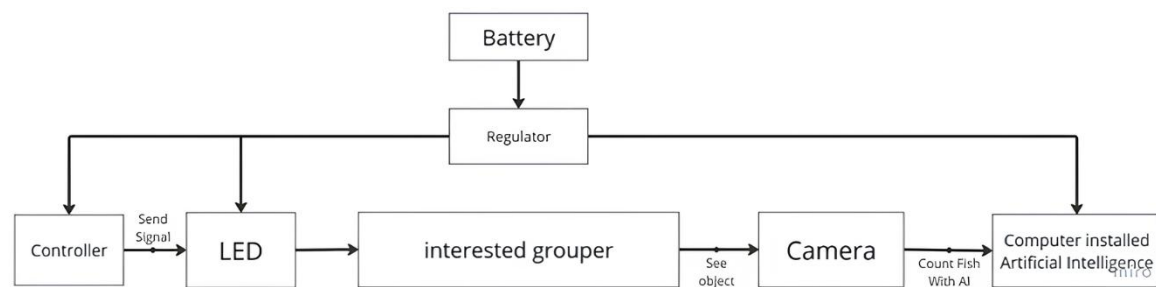 Battery
Regulator
Send
Signal
Controller
LED
interested grouper
See
object
Camera
Count Fish
With AI
Computer installed
Artificial Intelligence
miro